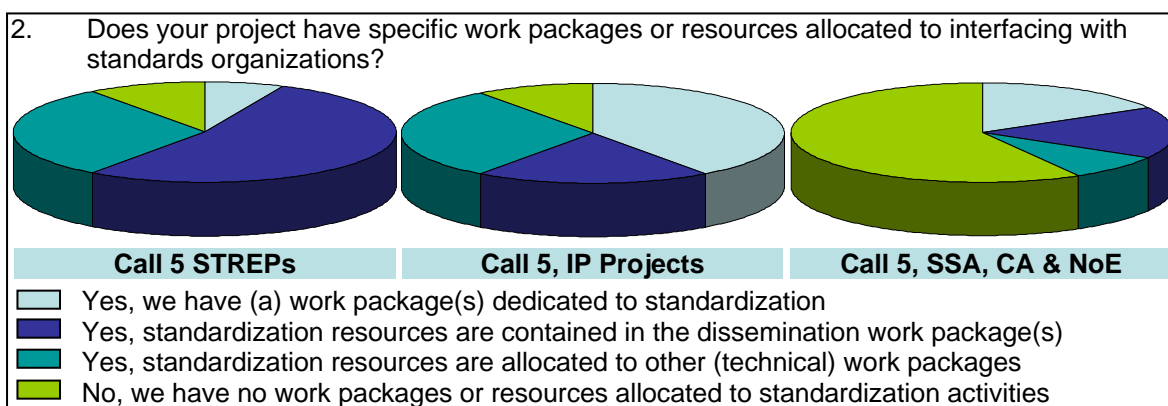 2. Does your project have specific work packages or resources allocated to interfacing with
standards organizations?
Call 5 STREPs
Call 5, IP Projects
Call 5, SSA, CA & NoE
Yes, we have (a) work package(s) dedicated to standardization
Yes, standardization resources are contained in the dissemination work package(s)
Yes, standardization resources are allocated to other (technical) work packages
No, we have no work packages or resources allocated to standardization activities